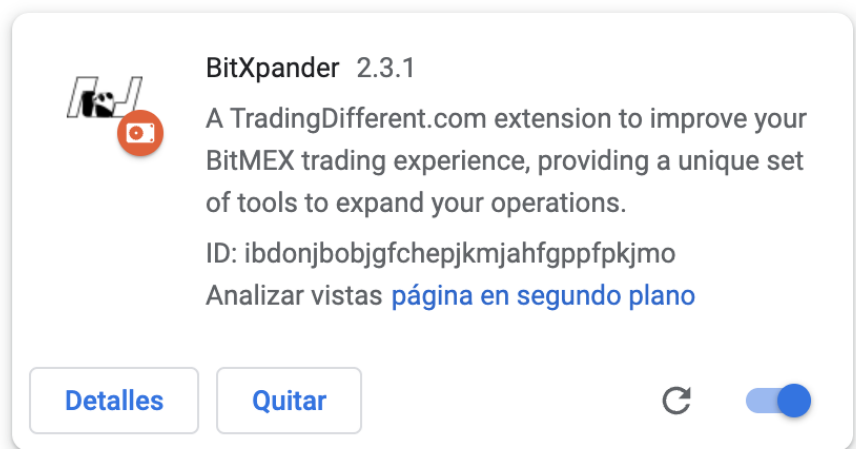 BitXpander 2.3.1
A TradingDifferent.com extension to improve your
BitMEX trading experience, providing a unique set
of tools to expand your operations.
ID: ibdonjbobjgfchepjkmjahfgppfpkjmo
Analizar vistas página en segundo plano
Detalles
Quitar